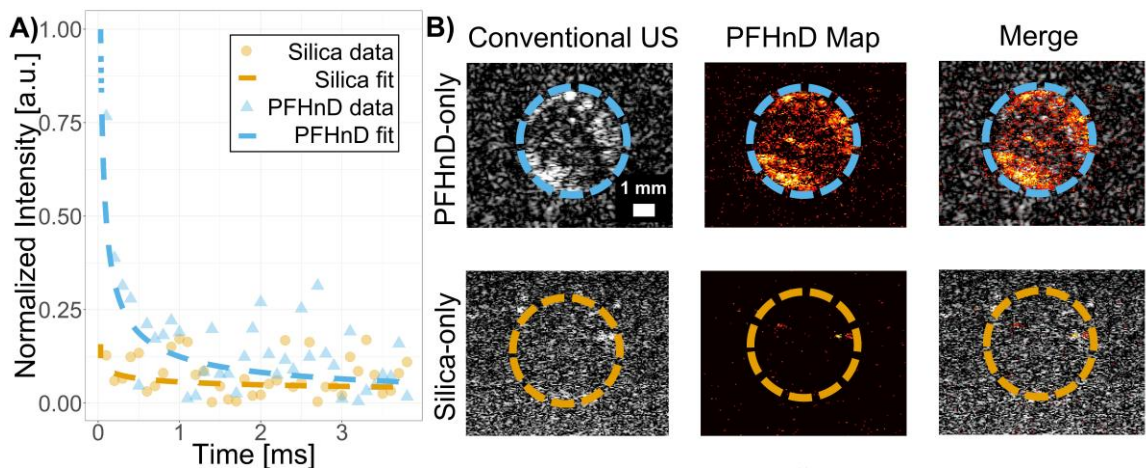 A)
Normalized Intensity [a.u.]
1.00
0.75
0.50
0.25
0.00
0
1
2
3
Time [ms]
Silica data
Silica fit
PFHnD data
PFHnD fit
B)
Conventional US
PFHnD Map
Merge
PFHnD-only
1 mm
Silica-only